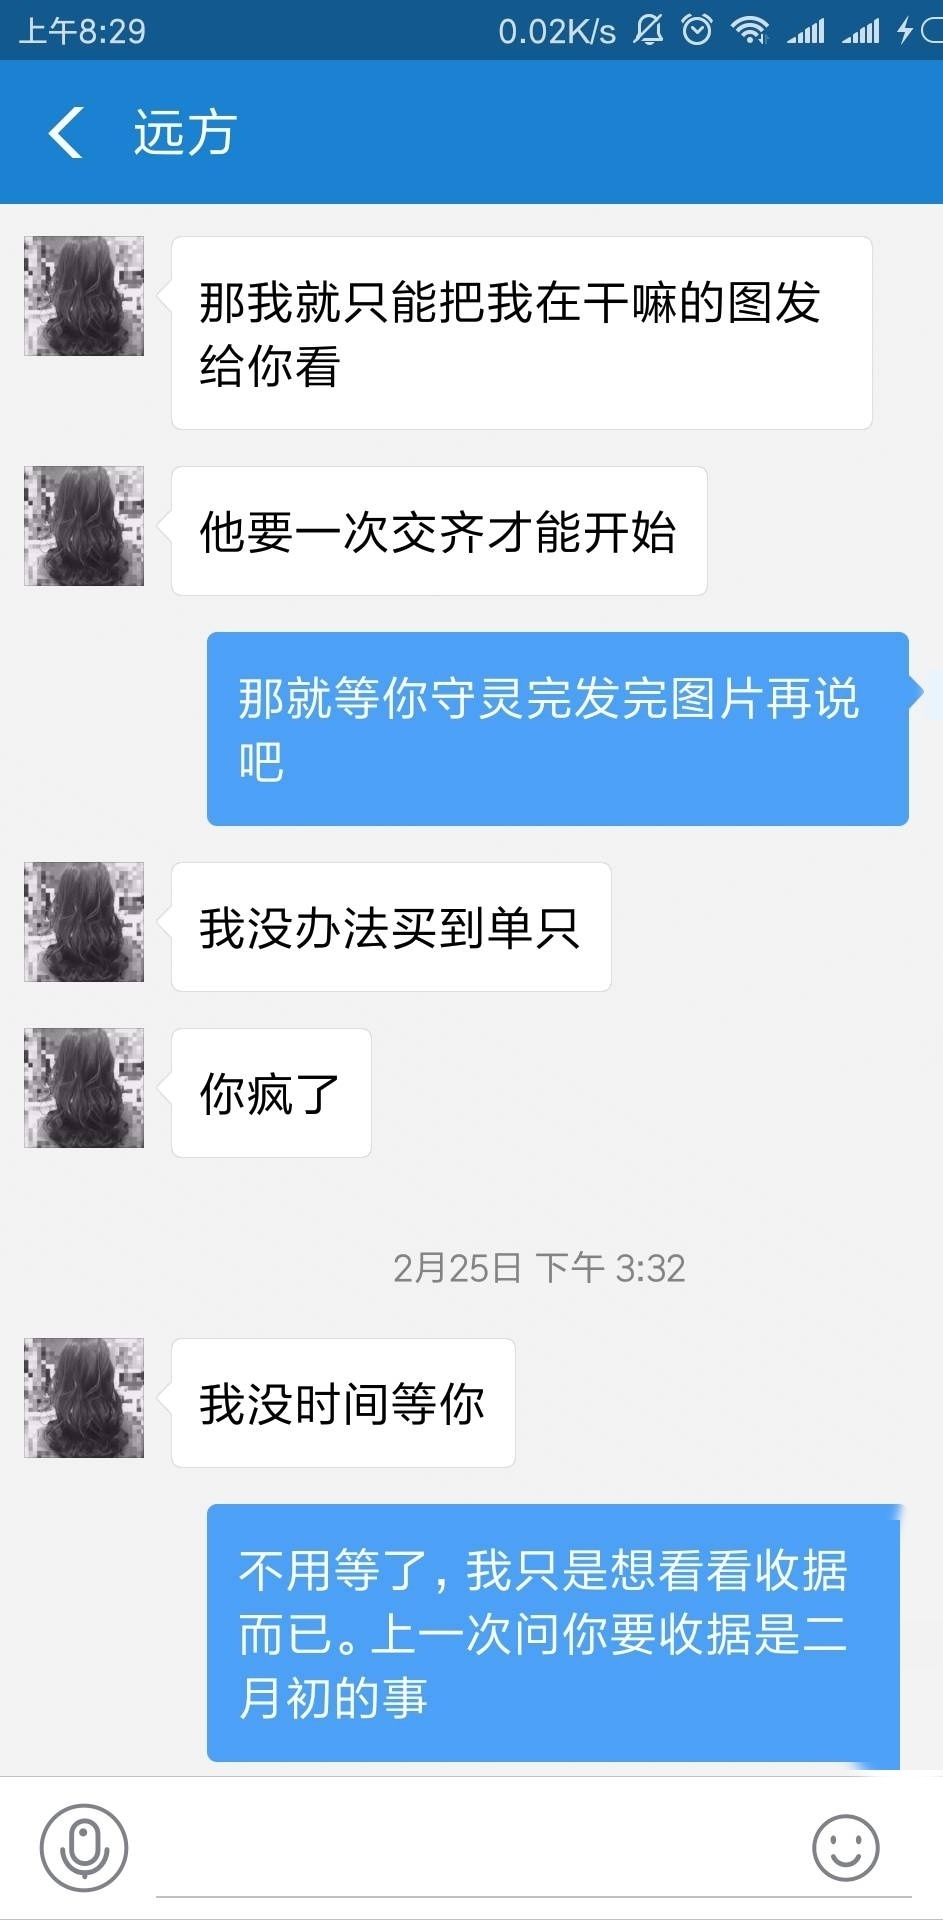 上午8:29
0.02K/s
远方
那我就只能把我在干嘛的图发
给你看
他要一次交齐才能开始
那就等你守灵完发完图片再说
吧
我没办法买到单只
你疯了
2月25日 下午 3:32
我没时间等你
不用等了，我只是想看看收据
而已。上一次问你要收据是二
月初的事